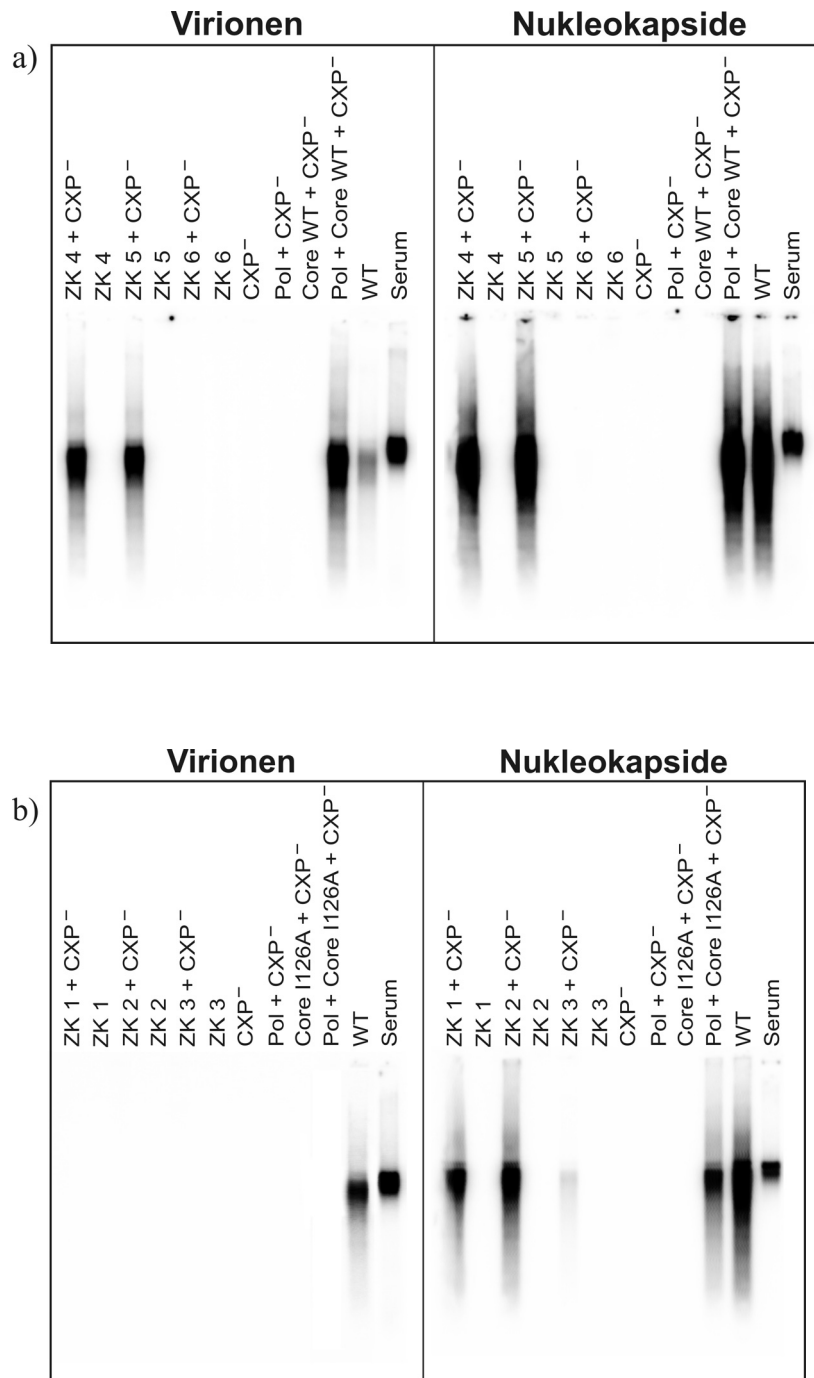 Virionen
Nukleokapside
a)
ZK 4 + CXP⁻
ZK 4
ZK 5 + CXP⁻
ZK 5
ZK 6 + CXP⁻
ZK 6
CXP⁻
Pol + CXP⁻
Core WT + CXP⁻
Pol + Core WT + CXP⁻
WT
Serum
ZK 4 + CXP⁻
ZK 4
ZK 5 + CXP⁻
ZK 5
ZK 6 + CXP⁻
ZK 6
CXP⁻
Pol + CXP⁻
Core WT + CXP⁻
Pol + Core WT + CXP⁻
WT
Serum
Virionen
Nukleokapside
b)
ZK 1 + CXP⁻
ZK 1
ZK 2 + CXP⁻
ZK 2
ZK 3 + CXP⁻
ZK 3
CXP⁻
Pol + CXP⁻
Core I126A + CXP⁻
Pol + Core I126A + CXP⁻
WT
Serum
ZK 1 + CXP⁻
ZK 1
ZK 2 + CXP⁻
ZK 2
ZK 3 + CXP⁻
ZK 3
CXP⁻
Pol + CXP⁻
Core I126A + CXP⁻
Pol + Core I126A + CXP⁻
WT
Serum